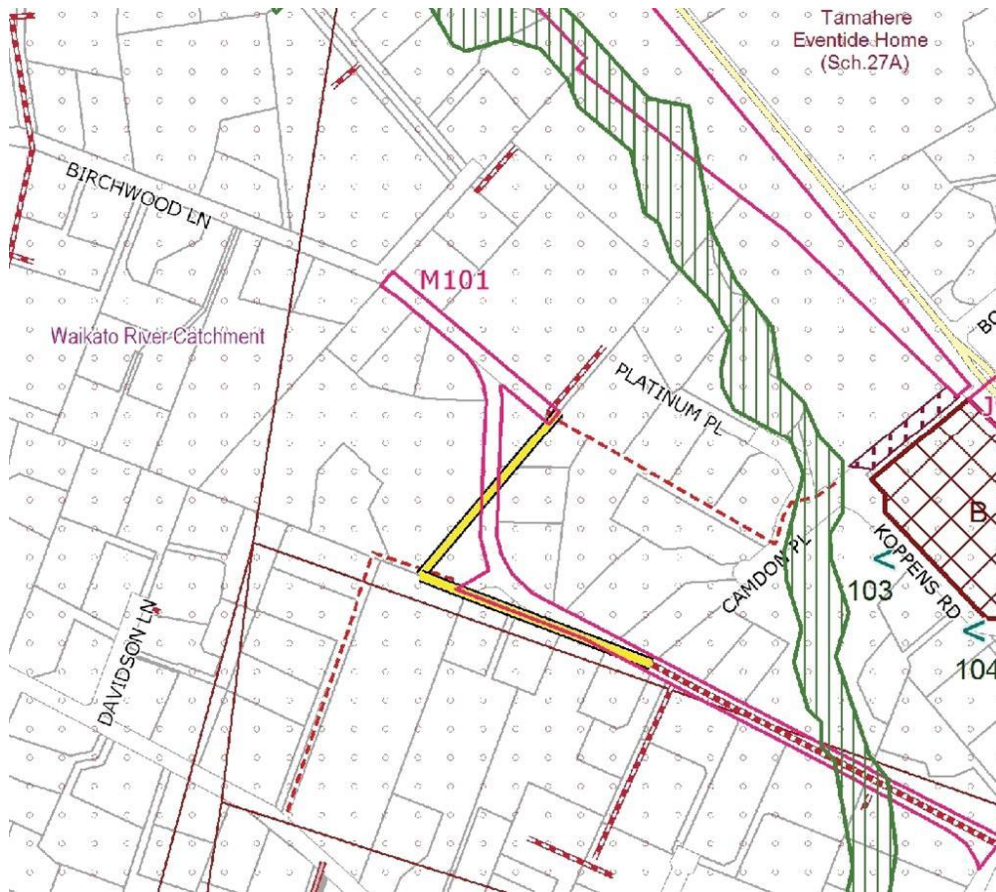 Tamahere
Eventide Home
(Sch.27A)
BIRCHWOOD LN
M101
Waikato River Catchment
PLATINUM PL
BO
J
B
KOPPENS RD
CAMDON PL
103
DAVIDSON LN
104